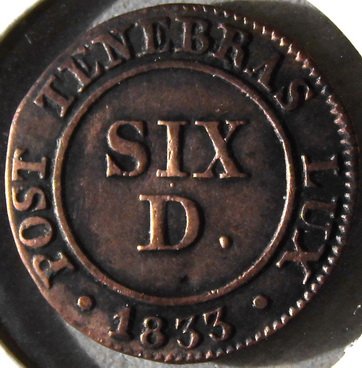 POST TENEBRAS LUX
SIX
D.
· 1833 ·